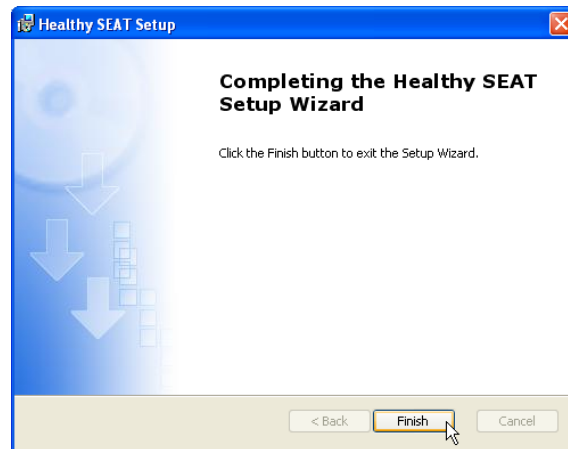 Healthy SEAT Setup
Completing the Healthy SEAT
Setup Wizard
Click the Finish button to exit the Setup Wizard.
< Back
Finish
Cancel